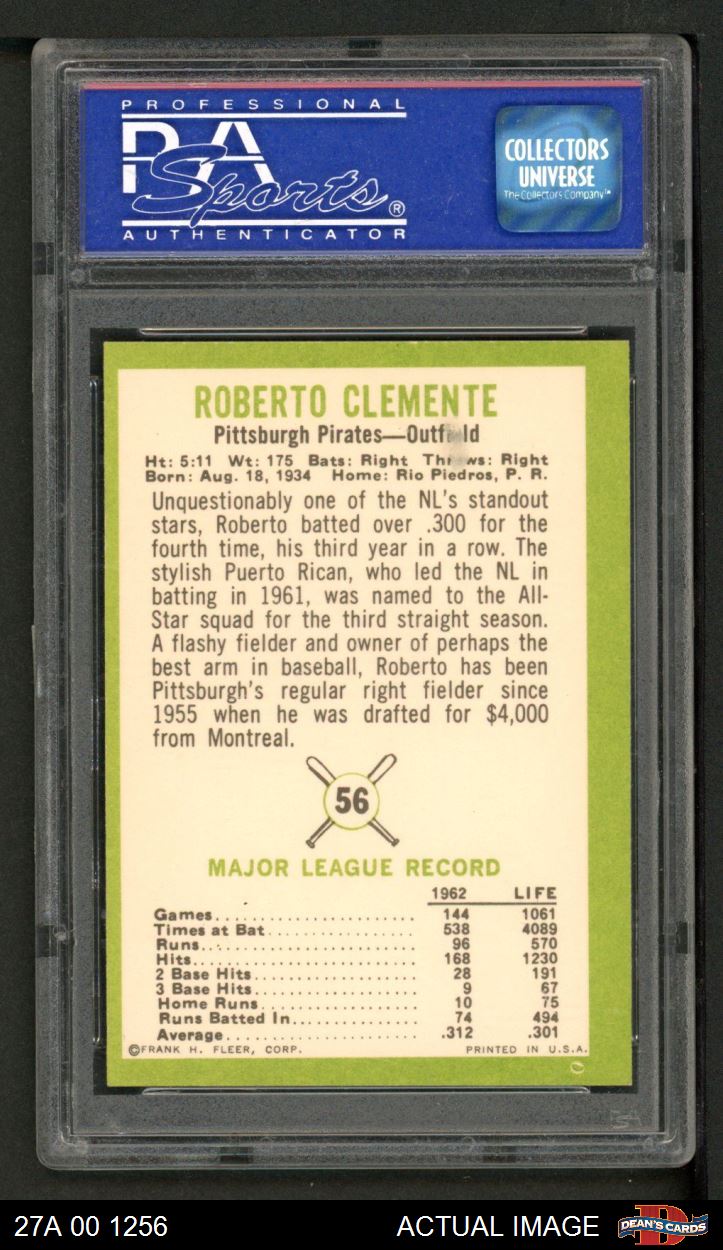 PROFESSIONAL
PSA
Sports®
AUTHENTICATOR
COLLECTORS
UNIVERSE
The Collectors Company™
ROBERTO CLEMENTE
Pittsburgh Pirates—Outf ld
Ht: 5:11 Wt: 175 Bats: Right Thr ws: Right
Born: Aug. 18, 1934 Home: Rio Piedros, P. R.
Unquestionably one of the NL's standout
stars, Roberto batted over .300 for the
fourth time, his third year in a row. The
stylish Puerto Rican, who led the NL in
batting in 1961, was named to the All-
Star squad for the third straight season.
A flashy fielder and owner of perhaps the
best arm in baseball, Roberto has been
Pittsburgh's regular right fielder since
1955 when he was drafted for $4,000
from Montreal.
56
MAJOR LEAGUE RECORD
1962 LIFE
Games 144 1061
Times at Bat 538 4089
Runs 96 570
Hits 168 1230
2 Base Hits 28 191
3 Base Hits 9 67
Home Runs 10 75
Runs Batted In 74 494
Average .312 .301
©FRANK H. FLEER, CORP. PRINTED IN U.S.A.
PSA
27A 00 1256 ACTUAL IMAGE DEAN'S CARDS